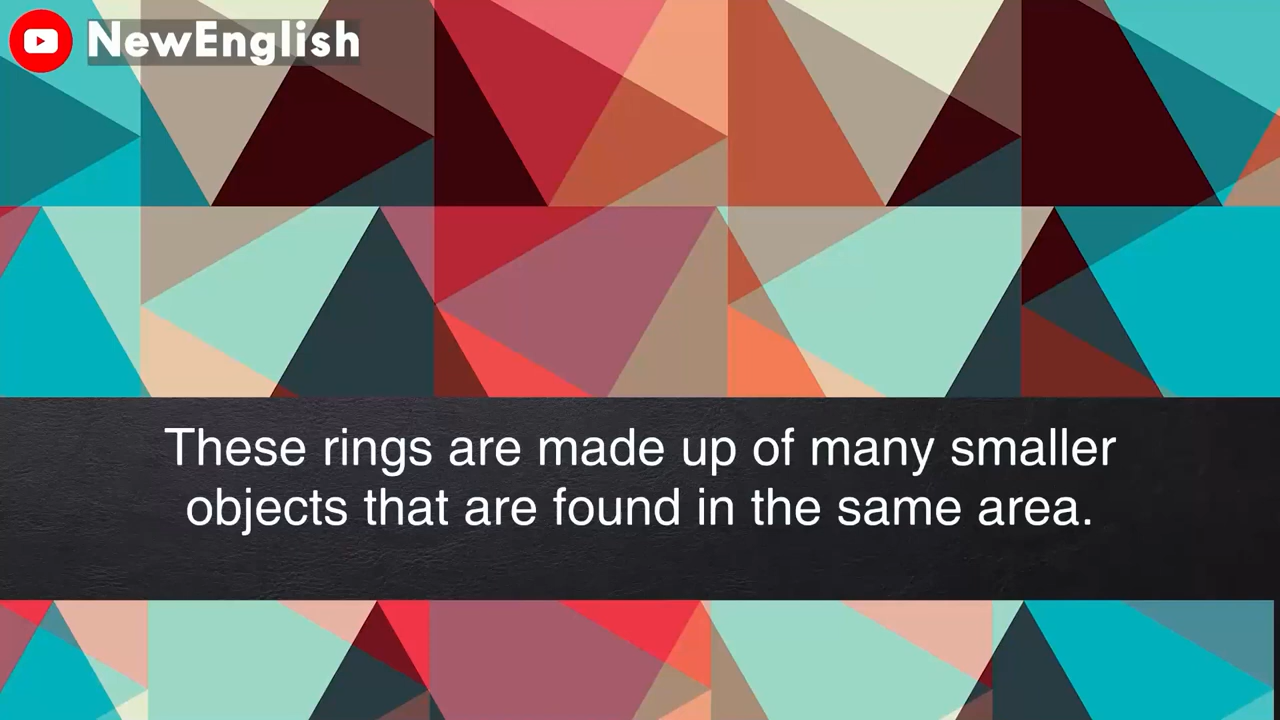 NewEnglish
These rings are made up of many smaller
objects that are found in the same area.